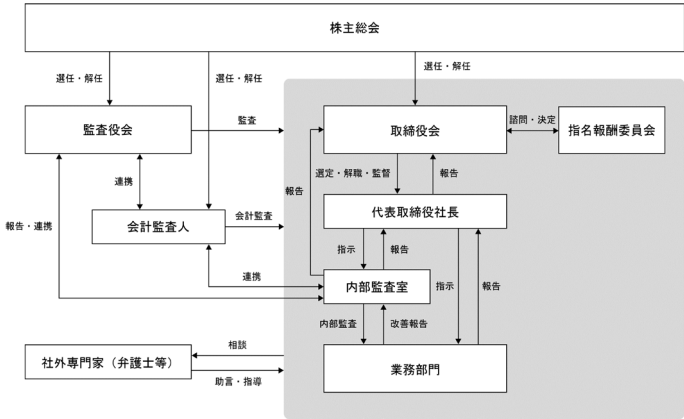 株主総会
選任・解任
選任・解任
選任・解任
監査役会
監査
取締役会
諮問・決定
指名報酬委員会
連携
報告
選定・解職・監督
報告
会計監査人
会計監査
代表取締役社長
報告・連携
指示
報告
連携
内部監査室
指示
報告
内部監査
改善報告
相談
社外専門家（弁護士等）
業務部門
助言・指導